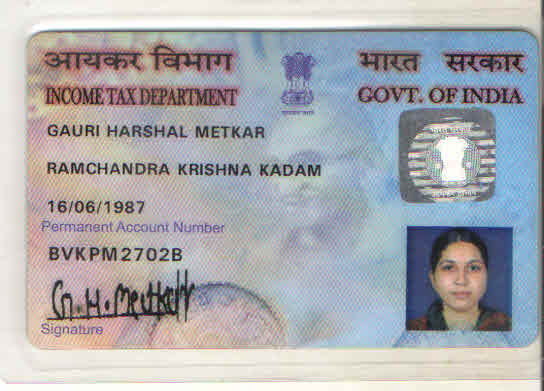 आयकर विभाग
भारत सरकार
INCOME TAX DEPARTMENT
GOVT. OF INDIA
GAURI HARSHAL METKAR
RAMCHANDRA KRISHNA KADAM
16/06/1987
Permanent Account Number
BVKPM2702B
G.H.Metkar
Signature